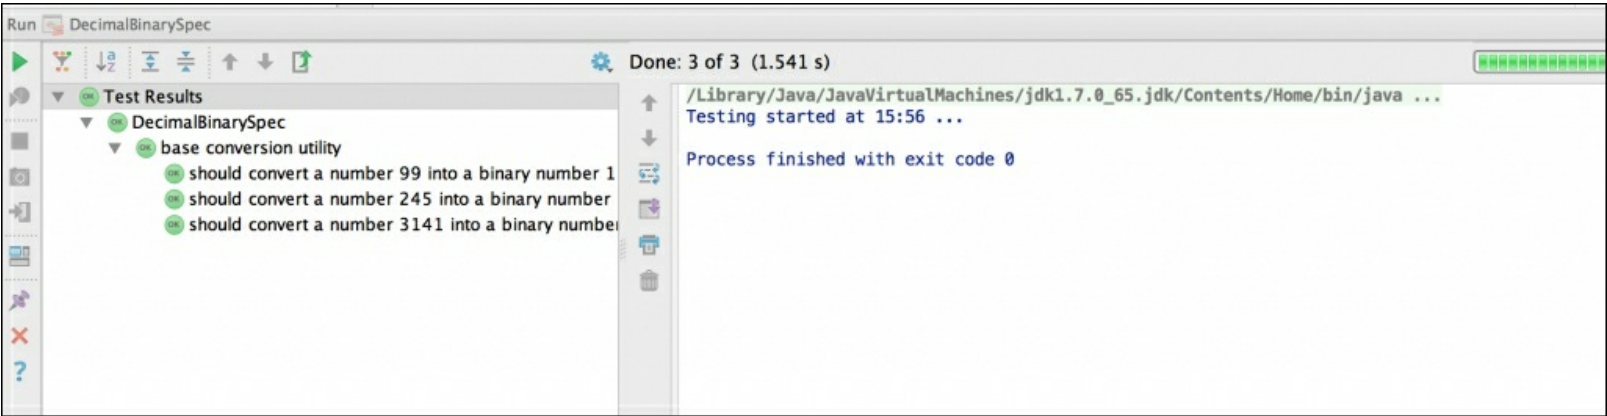 Run DecimalBinarySpec
Done: 3 of 3 (1.541 s)
Test Results
DecimalBinarySpec
base conversion utility
should convert a number 99 into a binary number 1
should convert a number 245 into a binary number
should convert a number 3141 into a binary number
/Library/Java/JavaVirtualMachines/jdk1.7.0_65.jdk/Contents/Home/bin/java ...
Testing started at 15:56 ...
Process finished with exit code 0